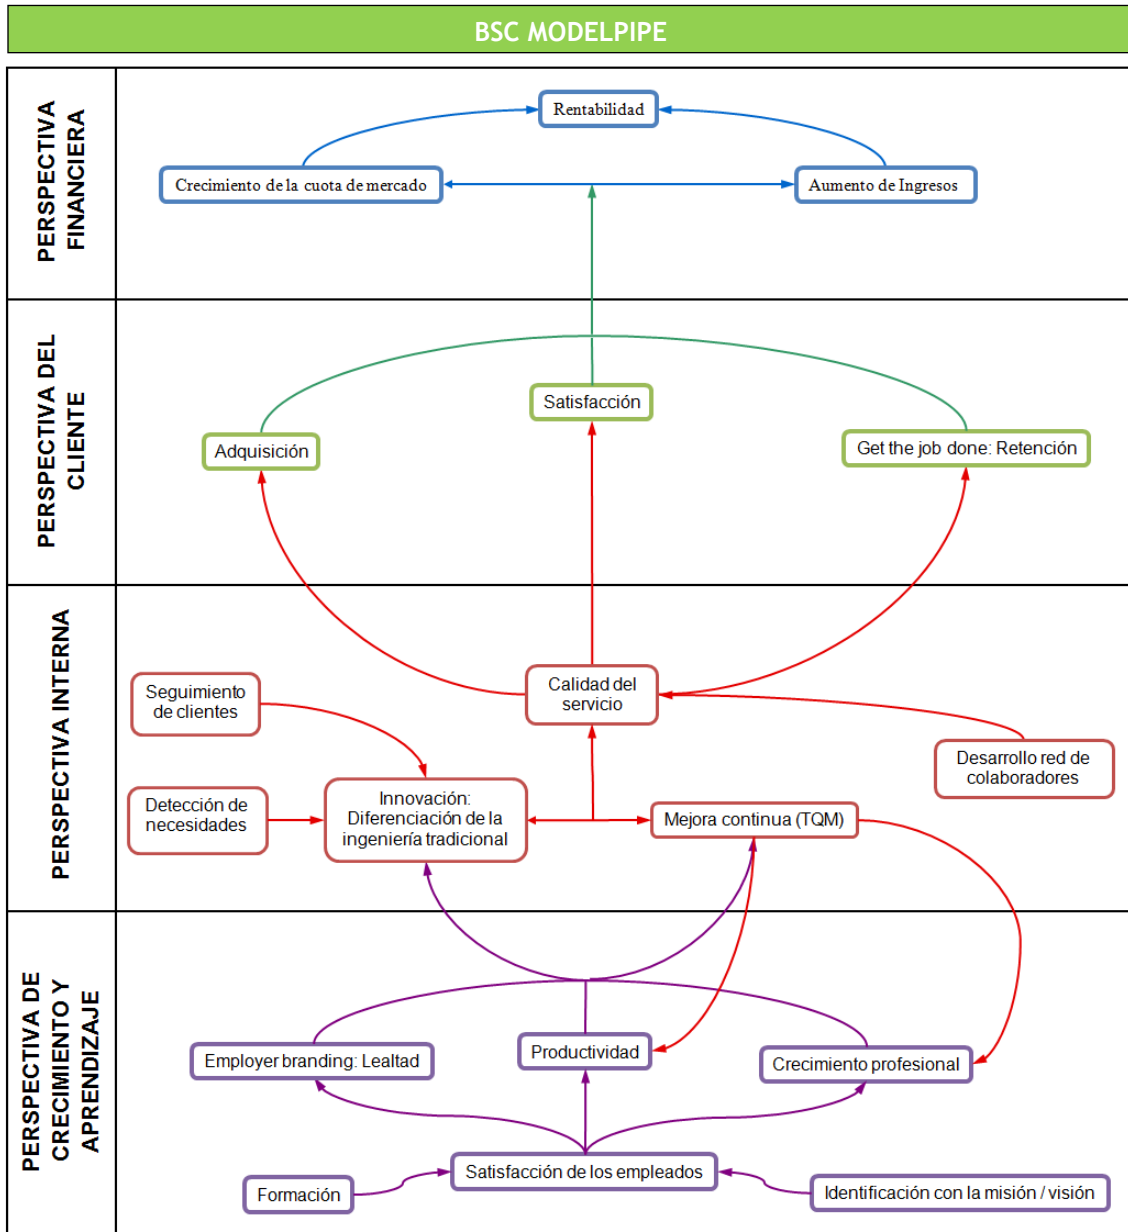 BSC MODELPIPE
PERSPECTIVA
FINANCIERA
Rentabilidad
Crecimiento de la cuota de mercado
Aumento de Ingresos
PERSPECTIVA DEL
CLIENTE
Satisfacción
Adquisición
Get the job done: Retención
PERSPECTIVA INTERNA
Seguimiento
de clientes
Calidad del
servicio
Desarrollo red de
colaboradores
Detección de
necesidades
Innovación:
Diferenciación de la
ingeniería tradicional
Mejora continua (TQM)
PERSPECTIVA DE
CRECIMIENTO Y
APRENDIZAJE
Employer branding: Lealtad
Productividad
Crecimiento profesional
Satisfacción de los empleados
Formación
Identificación con la misión / visión